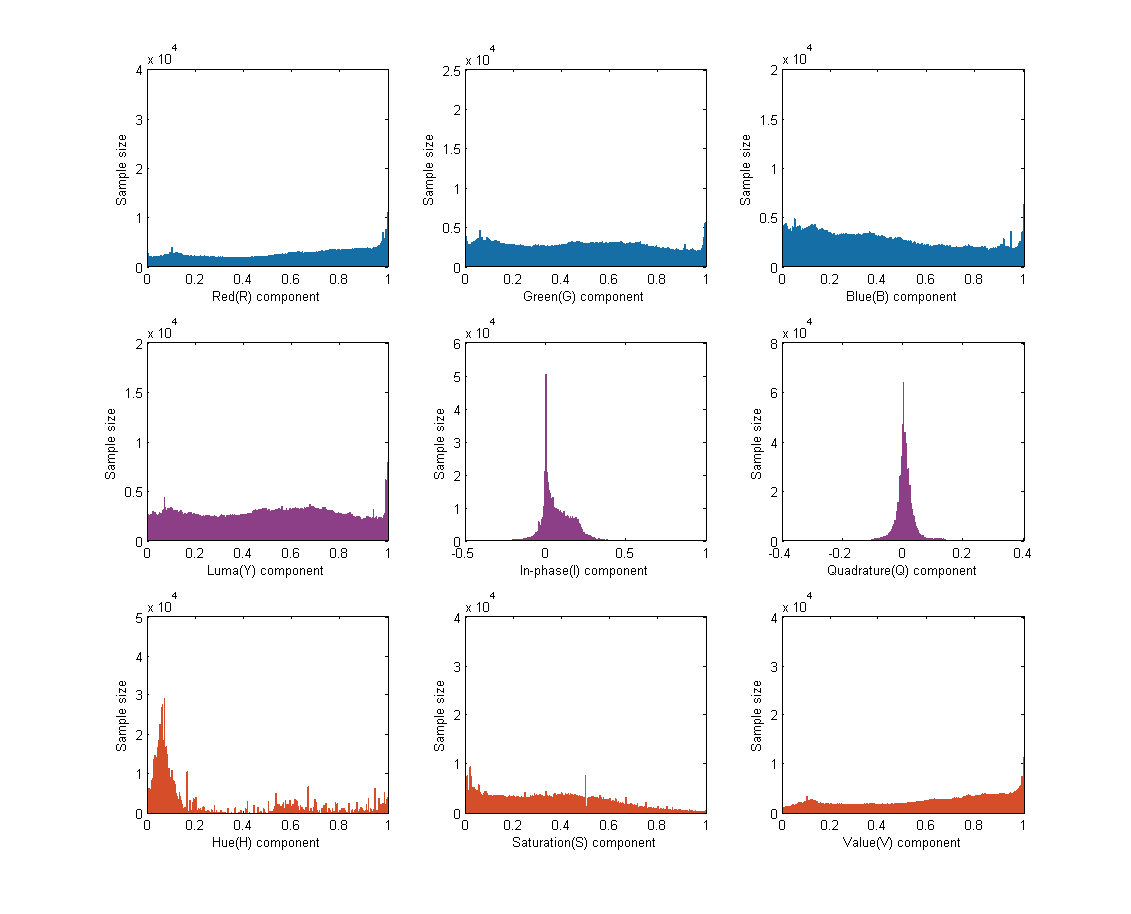 x 10^4
4
3
2
1
0
Sample size
0 0.2 0.4 0.6 0.8 1
Red(R) component
x 10^4
2.5
2
1.5
1
0.5
0
Sample size
0 0.2 0.4 0.6 0.8 1
Green(G) component
x 10^4
2
1.5
1
0.5
0
Sample size
0 0.2 0.4 0.6 0.8 1
Blue(B) component
x 10^4
2
1.5
1
0.5
0
Sample size
0 0.2 0.4 0.6 0.8 1
Luma(Y) component
x 10^4
6
5
4
3
2
1
0
Sample size
-0.5 0 0.5 1
In-phase(I) component
x 10^4
8
6
4
2
0
Sample size
-0.4 -0.2 0 0.2 0.4
Quadrature(Q) component
x 10^4
5
4
3
2
1
0
Sample size
0 0.2 0.4 0.6 0.8 1
Hue(H) component
x 10^4
4
3
2
1
0
Sample size
0 0.2 0.4 0.6 0.8 1
Saturation(S) component
x 10^4
4
3
2
1
0
Sample size
0 0.2 0.4 0.6 0.8 1
Value(V) component